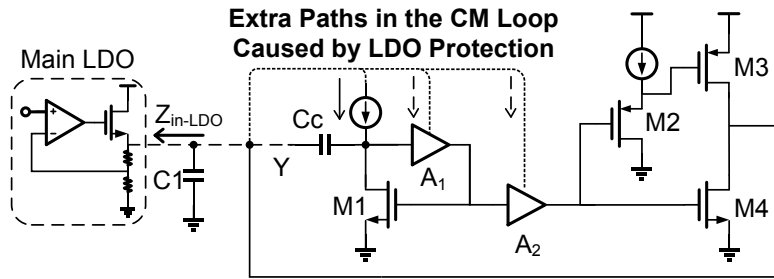 Extra Paths in the CM Loop
Caused by LDO Protection
Main LDO
Zin-LDO
+
−
C1
Y
Cc
A1
M1
A2
M2
M3
M4